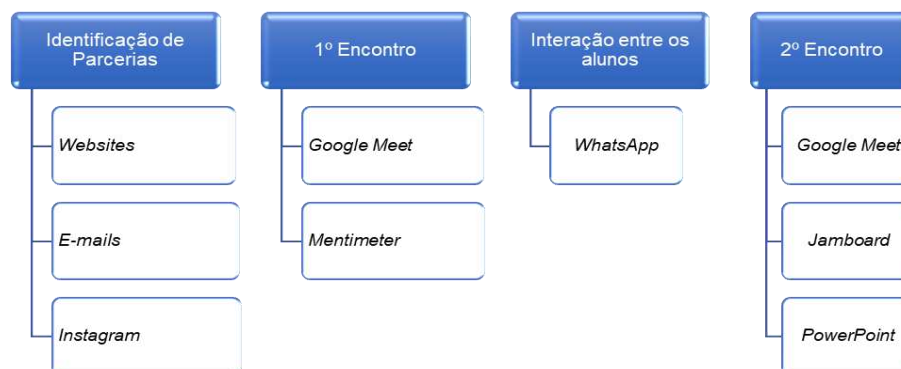 Identificação de
Parcerias
Websites
E-mails
Instagram
1º Encontro
Google Meet
Mentimeter
Interação entre os
alunos
WhatsApp
2º Encontro
Google Meet
Jamboard
PowerPoint